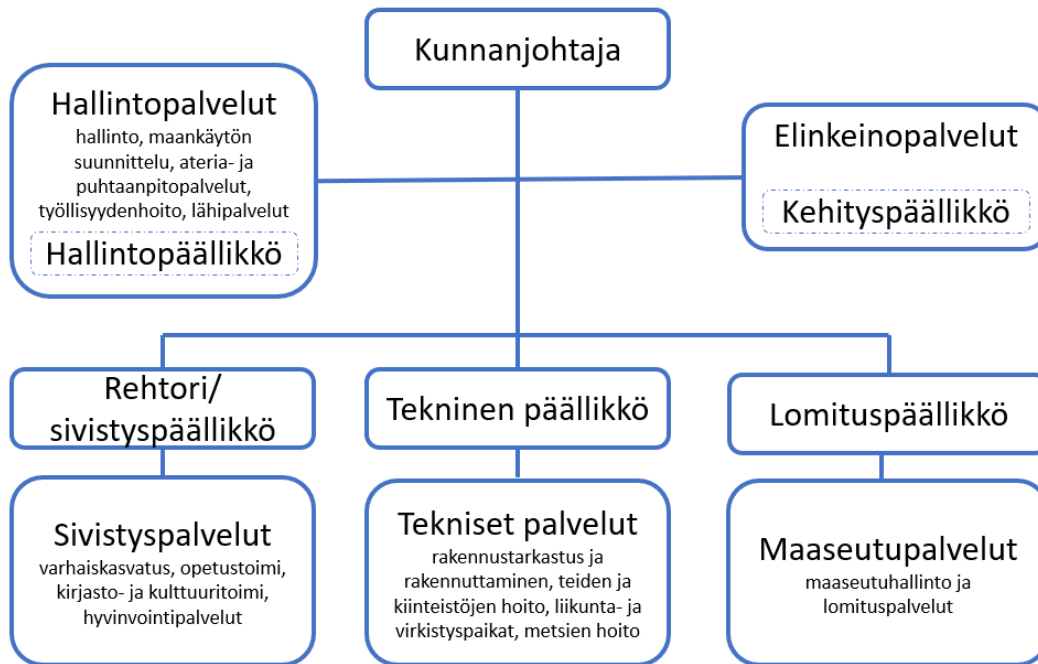 Kunnanjohtaja
Hallintopalvelut
hallinto, maankäytön
suunnittelu, ateria- ja
puhtaanpitopalvelut,
työllisyydenhoito, lähipalvelut
Hallintopäällikkö
Elinkeinopalvelut
Kehityspäällikkö
Rehtori/
sivistyspäällikkö
Tekninen päällikkö
Lomituspäällikkö
Sivistyspalvelut
varhaiskasvatus, opetustoimi,
kirjasto- ja kulttuuritoimi,
hyvinvointipalvelut
Tekniset palvelut
rakennustarkastus ja
rakennuttaminen, teiden ja
kiinteistöjen hoito, liikunta- ja
virkistyspaikat, metsien hoito
Maaseutupalvelut
maaseutuhallinto ja
lomituspalvelut